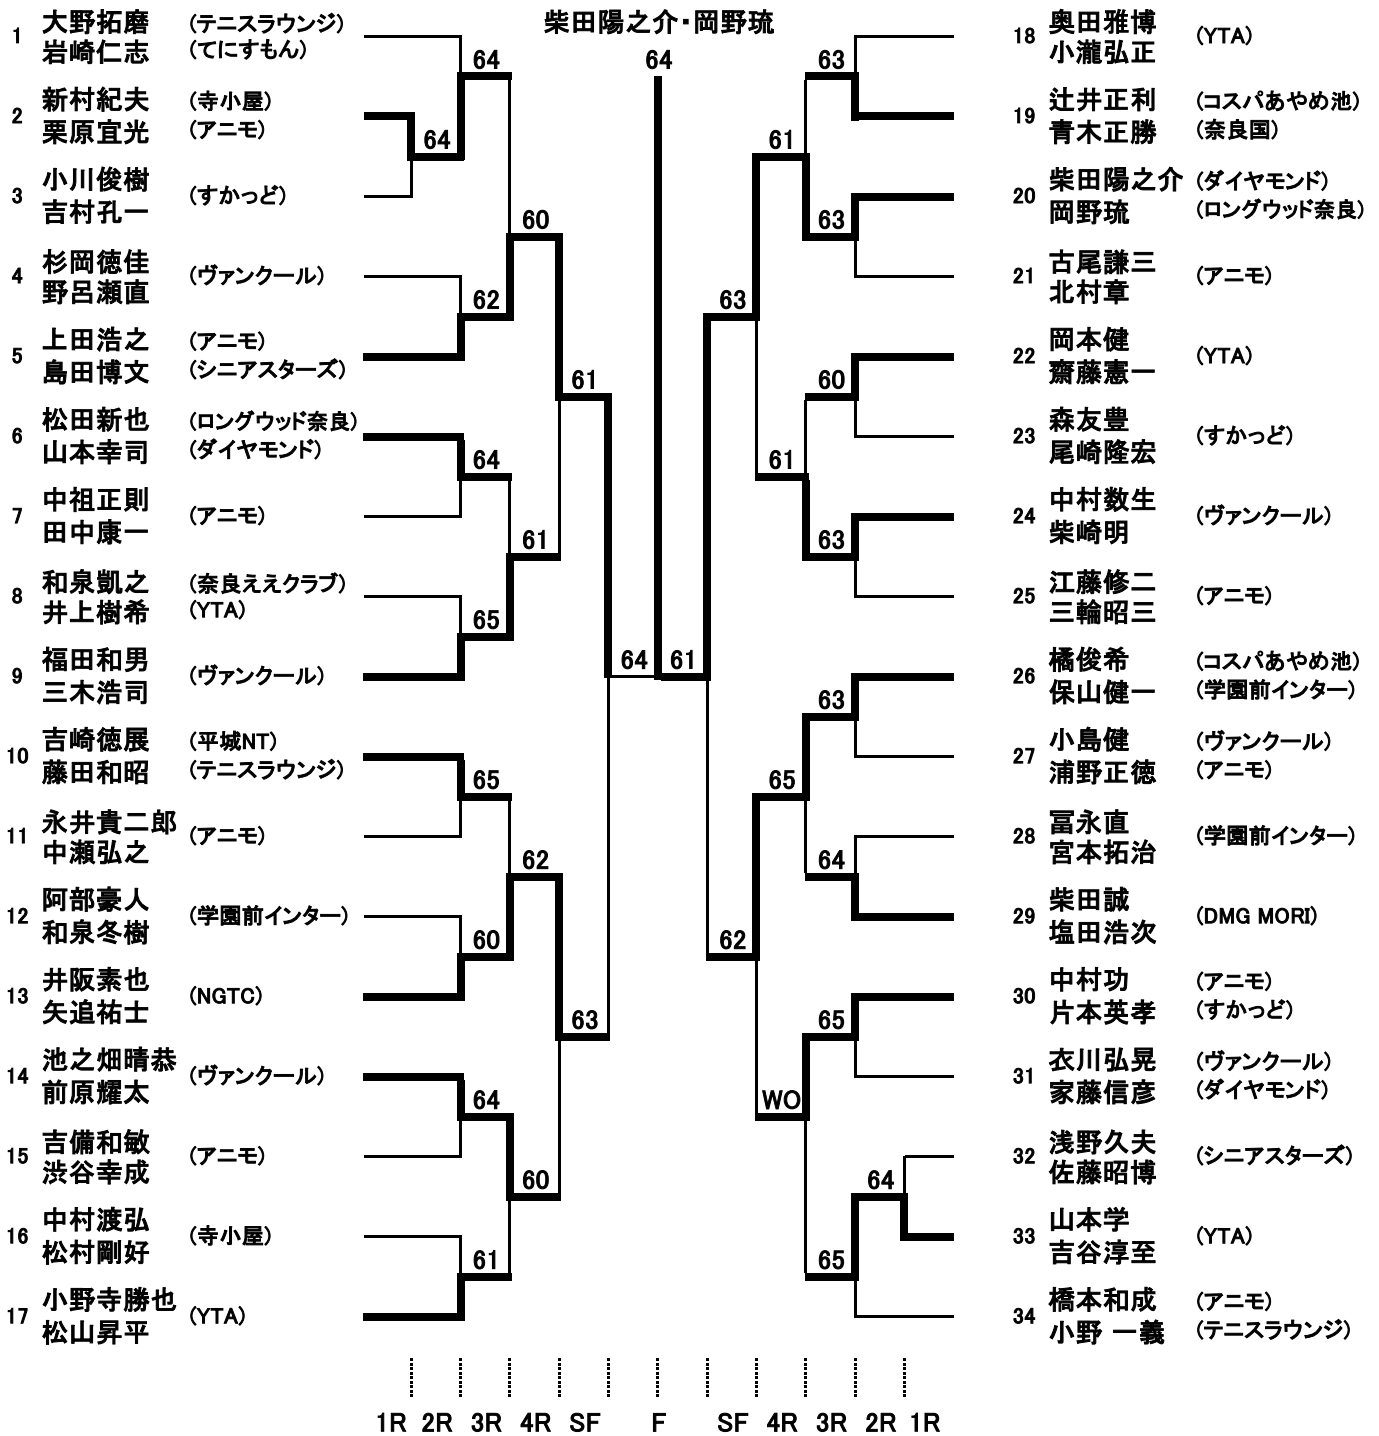 柴田陽之介・岡野琉
64
1 大野拓磨 (テニスラウンジ)
岩崎仁志 (てにすもん)
2 新村紀夫 (寺小屋)
栗原宜光 (アニモ)
3 小川俊樹 (すかっど)
吉村孔一
4 杉岡徳佳 (ヴァンクール)
野呂瀬直
5 上田浩之 (アニモ)
島田博文 (シニアスターズ)
6 松田新也 (ロングウッド奈良)
山本幸司 (ダイヤモンド)
7 中祖正則 (アニモ)
田中康一
8 和泉凱之 (奈良ええクラブ)
井上樹希 (YTA)
9 福田和男 (ヴァンクール)
三木浩司
10 吉崎徳展 (平城NT)
藤田和昭 (テニスラウンジ)
11 永井貴二郎 (アニモ)
中瀬弘之
12 阿部豪人 (学園前インター)
和泉冬樹
13 井阪素也 (NGTC)
矢追祐士
14 池之畑晴恭 (ヴァンクール)
前原耀太
15 吉備和敏 (アニモ)
渋谷幸成
16 中村渡弘 (寺小屋)
松村剛好
17 小野寺勝也 (YTA)
松山昇平
64
64
60
62
61
64
61
65
64
65
62
60
63
64
60
61
18 奥田雅博 (YTA)
小瀧弘正
19 辻井正利 (コスパあやめ池)
青木正勝 (奈良国)
20 柴田陽之介 (ダイヤモンド)
岡野琉 (ロングウッド奈良)
21 古尾謙三 (アニモ)
北村章
22 岡本健 (YTA)
齋藤憲一
23 森友豊 (すかっど)
尾崎隆宏
24 中村数生 (ヴァンクール)
柴崎明
25 江藤修二 (アニモ)
三輪昭三
26 橘俊希 (コスパあやめ池)
保山健一 (学園前インター)
27 小島健 (ヴァンクール)
浦野正徳 (アニモ)
28 冨永直 (学園前インター)
宮本拓治
29 柴田誠 (DMG MORI)
塩田浩次
30 中村功 (アニモ)
片本英孝 (すかっど)
31 衣川弘晃 (ヴァンクール)
家藤信彦 (ダイヤモンド)
32 浅野久夫 (シニアスターズ)
佐藤昭博
33 山本学 (YTA)
吉谷淳至
34 橋本和成 (アニモ)
小野 一義 (テニスラウンジ)
63
61
63
63
60
61
63
61
63
65
64
62
65
WO
64
65
1R 2R 3R 4R SF F SF 4R 3R 2R 1R